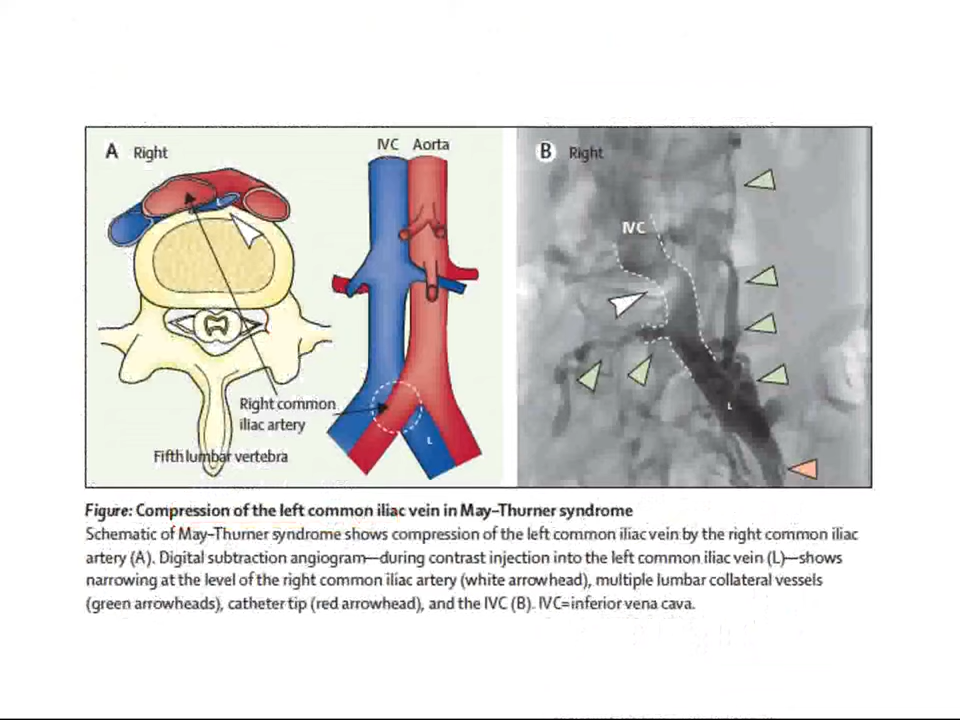 A Right
IVC Aorta
L
Right common
iliac artery
Fifth lumbar vertebra
L
B Right
IVC
L
Figure: Compression of the left common iliac vein in May–Thurner syndrome
Schematic of May–Thurner syndrome shows compression of the left common iliac vein by the right common iliac
artery (A). Digital subtraction angiogram—during contrast injection into the left common iliac vein (L)—shows
narrowing at the level of the right common iliac artery (white arrowhead), multiple lumbar collateral vessels
(green arrowheads), catheter tip (red arrowhead), and the IVC (B). IVC=inferior vena cava.